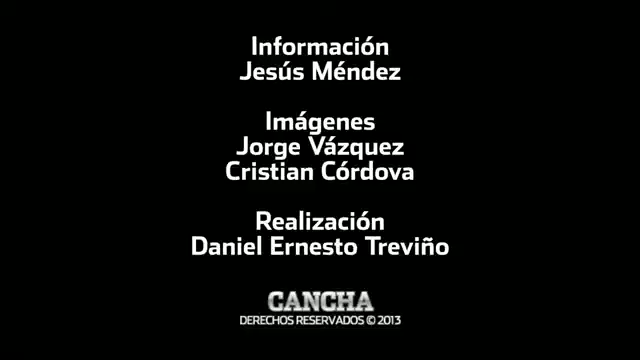 Información
Jesús Méndez
Imágenes
Jorge Vázquez
Cristian Córdova
Realización
Daniel Ernesto Treviño
CANCHA
DERECHOS RESERVADOS © 2013